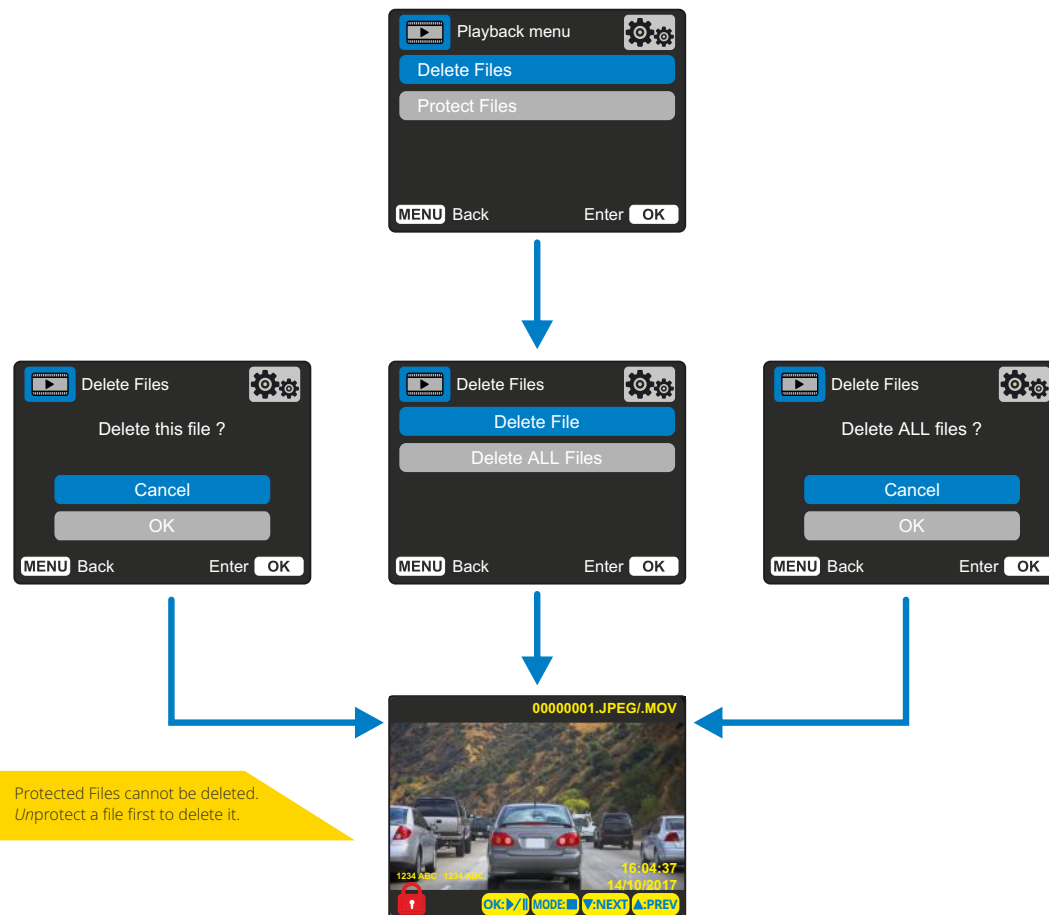 Playback menu
Delete Files
Protect Files
MENU Back Enter OK
Delete Files
Delete this file ?
Cancel
OK
MENU Back Enter OK
Delete Files
Delete File
Delete ALL Files
MENU Back Enter OK
Delete Files
Delete ALL files ?
Cancel
OK
MENU Back Enter OK
00000001.JPEG/.MOV
Protected Files cannot be deleted.
Unprotect a file first to delete it.
16:04:37
1234 ABC 1234 ABC
14/10/2017
OK:▶/‖ MODE:■ ▼:NEXT ▲:PREV